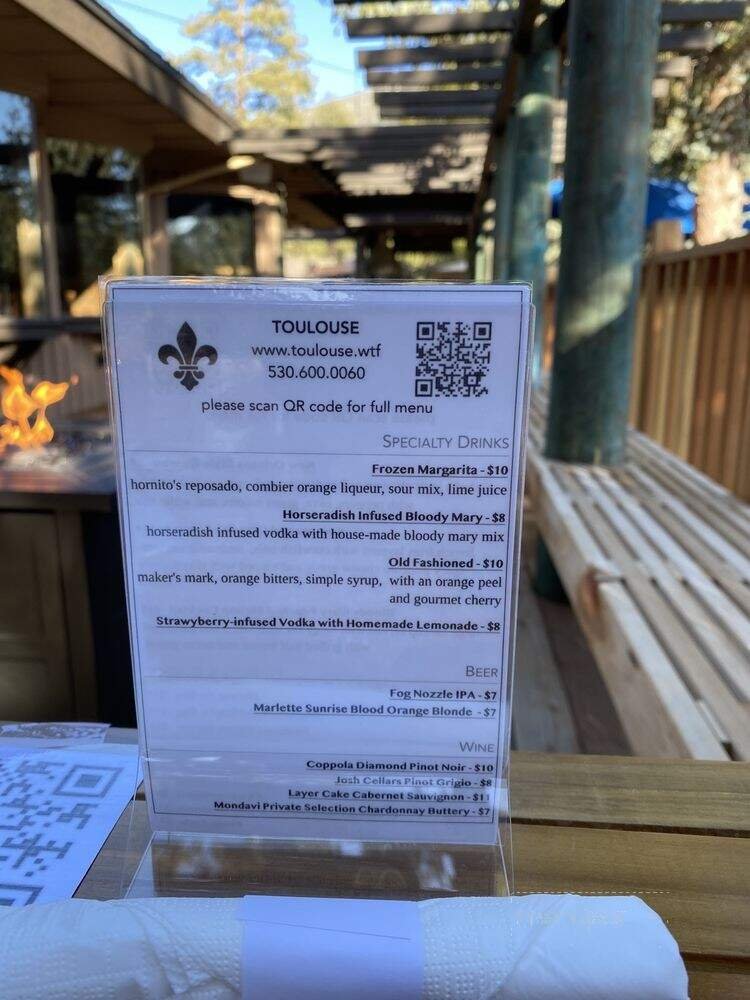 TOULOUSE
www.toulouse.wtf
530.600.0060
please scan QR code for full menu
SPECIALTY DRINKS
Frozen Margarita - $10
hornito's reposado, combier orange liqueur, sour mix, lime juice
Horseradish Infused Bloody Mary - $8
horseradish infused vodka with house-made bloody mary mix
Old Fashioned - $10
maker's mark, orange bitters, simple syrup, with an orange peel
and gourmet cherry
Strawyberry-infused Vodka with Homemade Lemonade - $8
BEER
Fog Nozzle IPA - $7
Marlette Sunrise Blood Orange Blonde - $7
WINE
Coppola Diamond Pinot Noir - $10
Josh Cellars Pinot Grigio - $8
Layer Cake Cabernet Sauvignon - $11
Mondavi Private Selection Chardonnay Buttery - $7